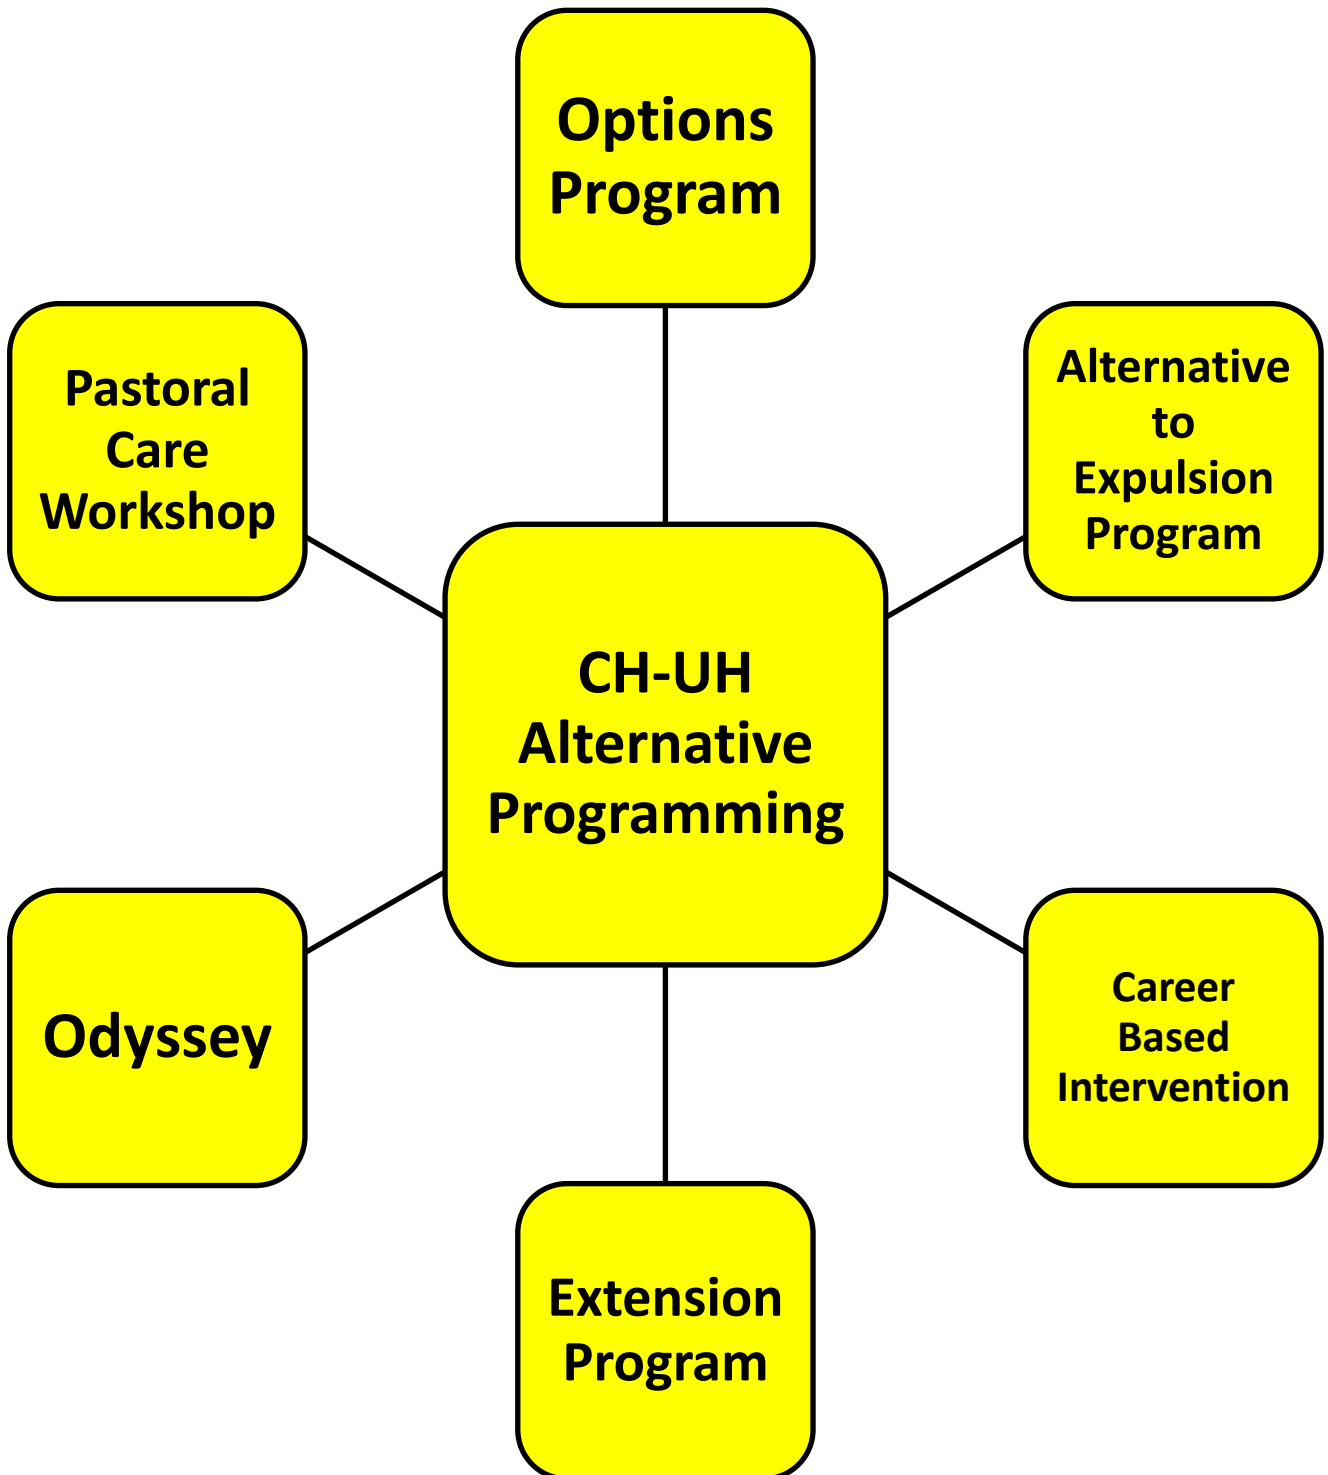 Options
Program
Pastoral
Care
Workshop
Alternative
to
Expulsion
Program
CH-UH
Alternative
Programming
Odyssey
Career
Based
Intervention
Extension
Program